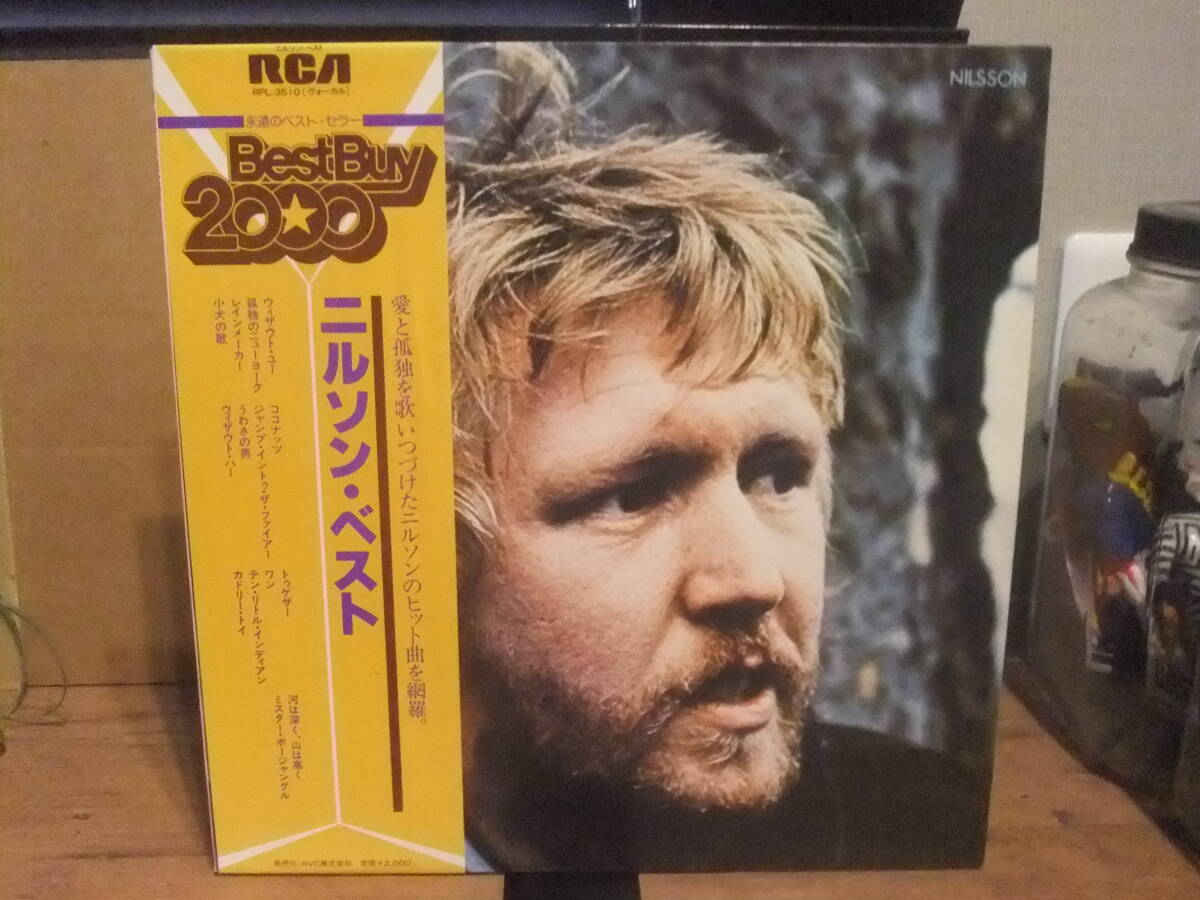 ニルソン・ベスト
RCA
RPL-3510(ヴォーカル)
永遠のベスト・セラー
BestBuy
2000
愛と孤独を歌いつづけたニルソンのヒット曲を網羅。
ニルソン・ベスト
ウィザウト・ユー
孤独のニューヨーク
レインメーカー
小犬の歌
ココナッツ
ジャンプ・イントゥ・ザ・ファイアー
うわさの男
ウィザウト・ハー
トゥゲザー
ワン
テン・リトル・インディアン
カドリー・トイ
河は深く、山は高く
ミスター・ボージャングル
発売元:RVC株式会社 定価¥2,000
NILSSON